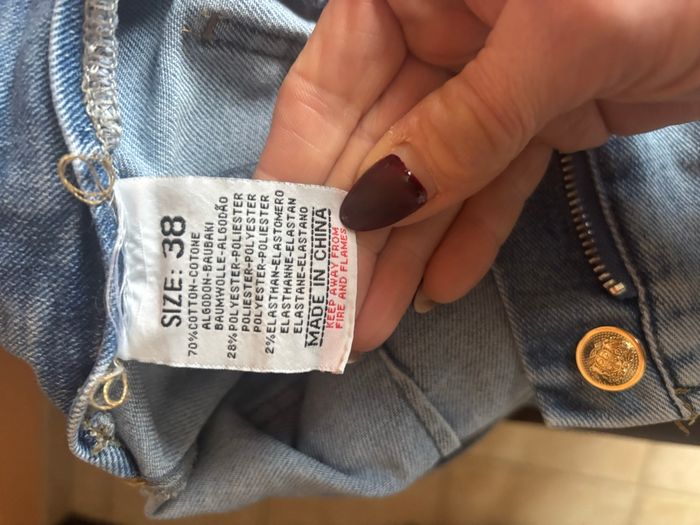 SIZE: 38
70%COTTON-COTONE
ALGODON-BAUBAKI
BAUMWOLLE-ALGODÃO
28%POLYESTER-POLIESTER
POLIESTER-POLYESTER
POLYESTER-POLIESTER
2%ELASTHAN-ELASTOMERO
ELASTHANNE-ELASTAN
ELASTANE-ELASTANO
MADE IN CHINA
KEEP AWAY FROM
FIRE AND FLAMES